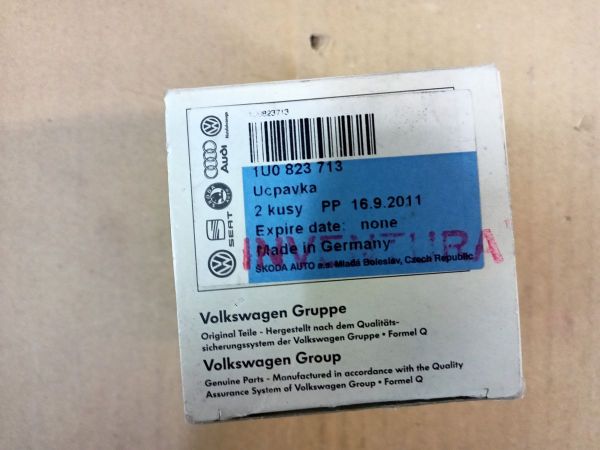 1U0823713
1U0 823 713
Ucpavka
2 kusy PP 16.9.2011
Expire date: none
Made in Germany
INVENTURA
ŠKODA AUTO a.s. Mladá Boleslav, Czech Republic
Audi
SEAT
Volkswagen Gruppe
Original Teile - Hergestellt nach dem Qualitäts-
sicherungssystem der Volkswagen Gruppe • Formel Q
Volkswagen Group
Genuine Parts - Manufactured in accordance with the Quality
Assurance System of Volkswagen Group • Formel Q